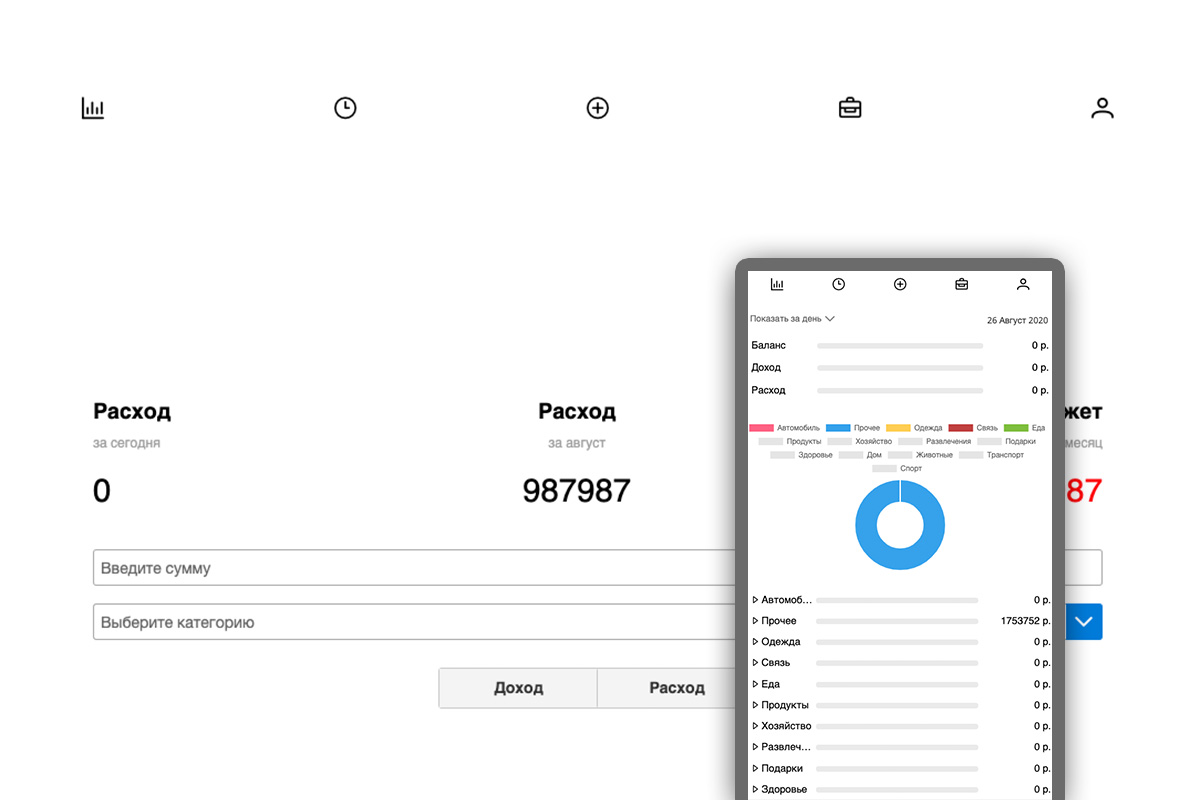 Расход
за сегодня
0
Расход
за август
987987
жет
месяц
87
Введите сумму
Выберите категорию
Доход
Расход
Показать за день
26 Август 2020
Баланс 0 р.
Доход 0 р.
Расход 0 р.
Автомобиль Прочее Одежда Связь Еда
Продукты Хозяйство Развлечения Подарки
Здоровье Дом Животные Транспорт
Спорт
Автомоб... 0 р.
Прочее 1753752 р.
Одежда 0 р.
Связь 0 р.
Еда 0 р.
Продукты 0 р.
Хозяйство 0 р.
Развлеч... 0 р.
Подарки 0 р.
Здоровье 0 р.